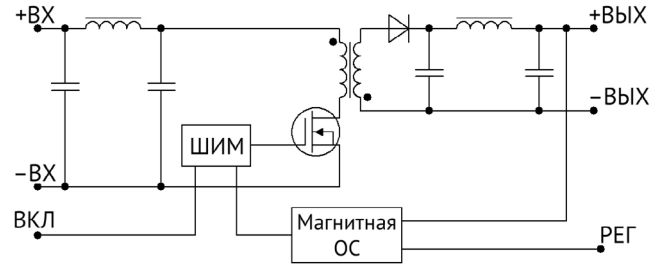 +ВХ
+ВЫХ
−ВЫХ
ШИМ
−ВХ
ВКЛ
Магнитная
ОС
РЕГ